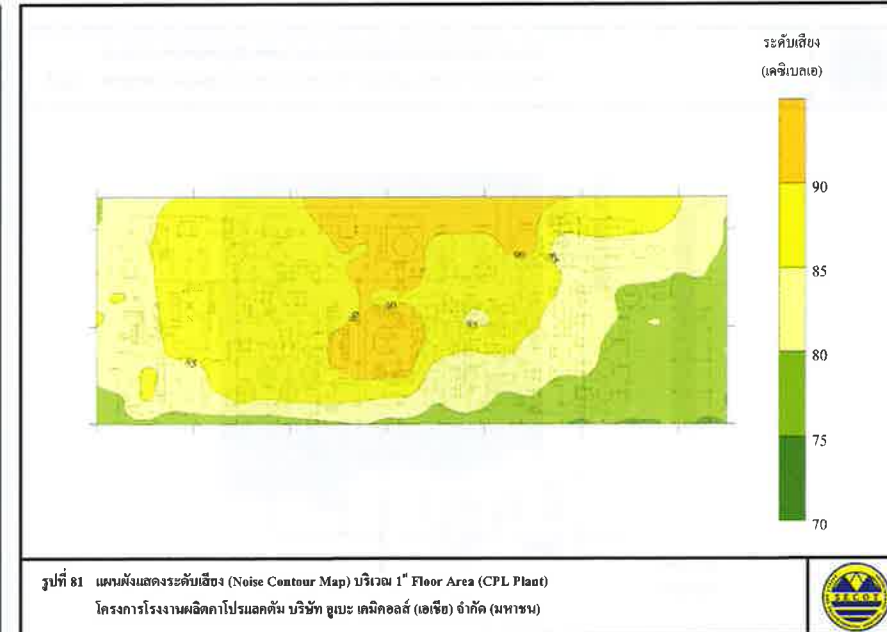 ระดับเสียง
(เดซิเบลเอ)
90
85
80
75
70
90
90
85
85
รูปที่ 81 แผนผังแสดงระดับเสียง (Noise Contour Map) บริเวณ 1st Floor Area (CPL Plant)
โครงการโรงงานผลิตคาโปรแลคตัม บริษัท อูเบะ เคมิคอลส์ (เอเชีย) จำกัด (มหาชน)
SECOT